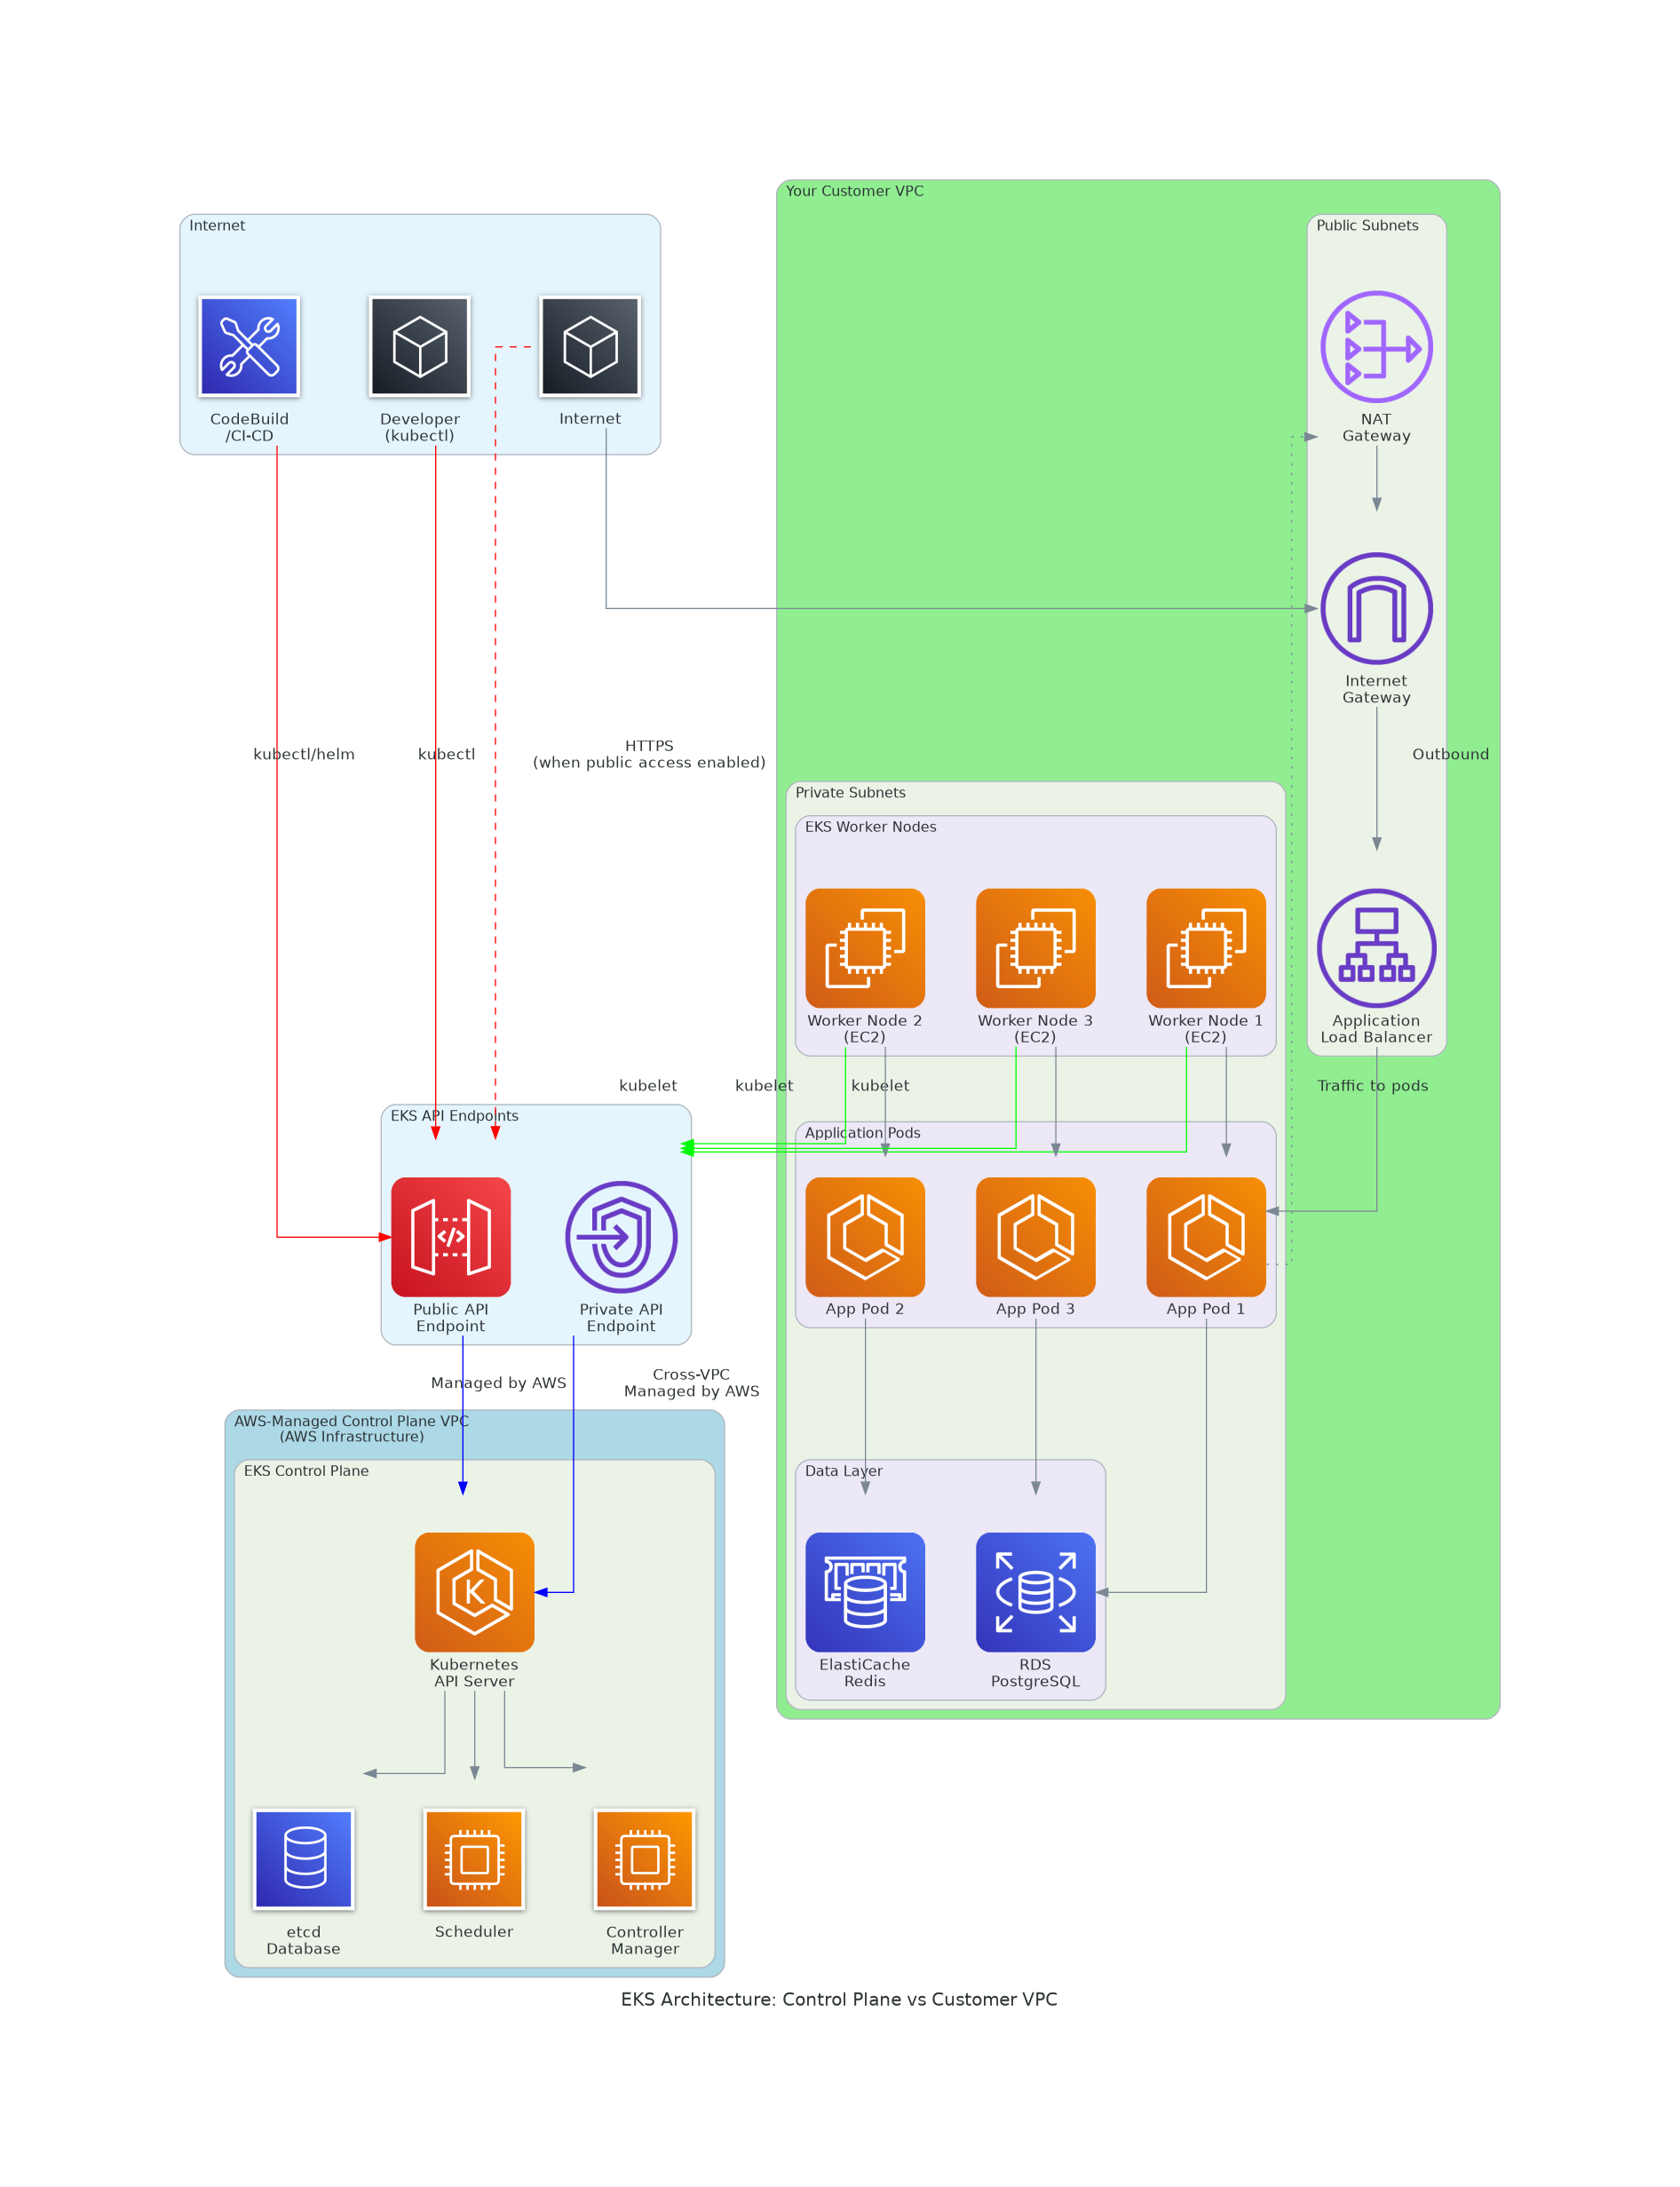 Your Customer VPC
Internet
Public Subnets
CodeBuild
/CI-CD
Developer
(kubectl)
Internet
NAT
Gateway
Internet
Gateway
kubectl/helm
kubectl
HTTPS
(when public access enabled)
Outbound
Private Subnets
EKS Worker Nodes
Worker Node 2
(EC2)
Worker Node 3
(EC2)
Worker Node 1
(EC2)
Application
Load Balancer
kubelet
kubelet
kubelet
Traffic to pods
EKS API Endpoints
Application Pods
Public API
Endpoint
Private API
Endpoint
App Pod 2
App Pod 3
App Pod 1
Managed by AWS
Cross-VPC
Managed by AWS
AWS-Managed Control Plane VPC
(AWS Infrastructure)
EKS Control Plane
Data Layer
K
Kubernetes
API Server
ElastiCache
Redis
RDS
PostgreSQL
etcd
Database
Scheduler
Controller
Manager
EKS Architecture: Control Plane vs Customer VPC